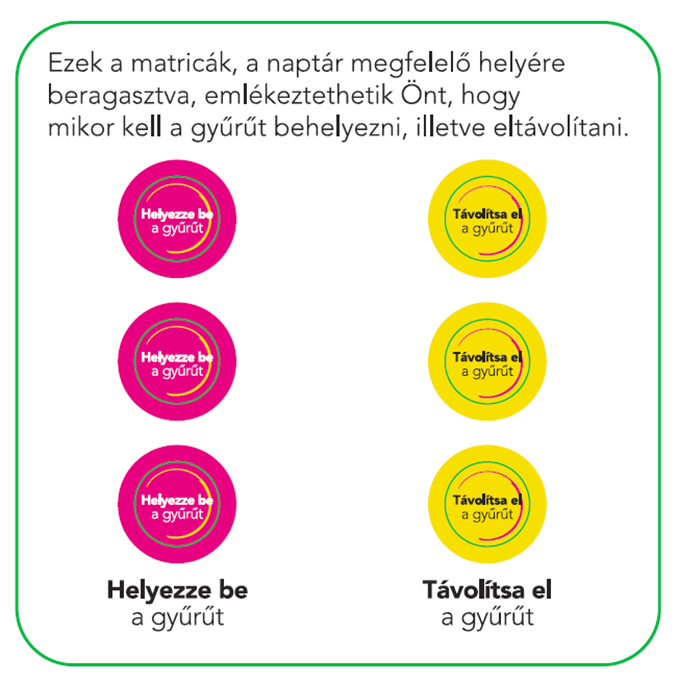 Ezek a matricák, a naptár megfelelő helyére
beragasztva, emlékeztethetik Önt, hogy
mikor kell a gyűrűt behelyezni, illetve eltávolítani.
Helyezze be
a gyűrűt
Távolítsa el
a gyűrűt
Helyezze be
a gyűrűt
Távolítsa el
a gyűrűt
Helyezze be
a gyűrűt
Távolítsa el
a gyűrűt
Helyezze be
a gyűrűt
Távolítsa el
a gyűrűt